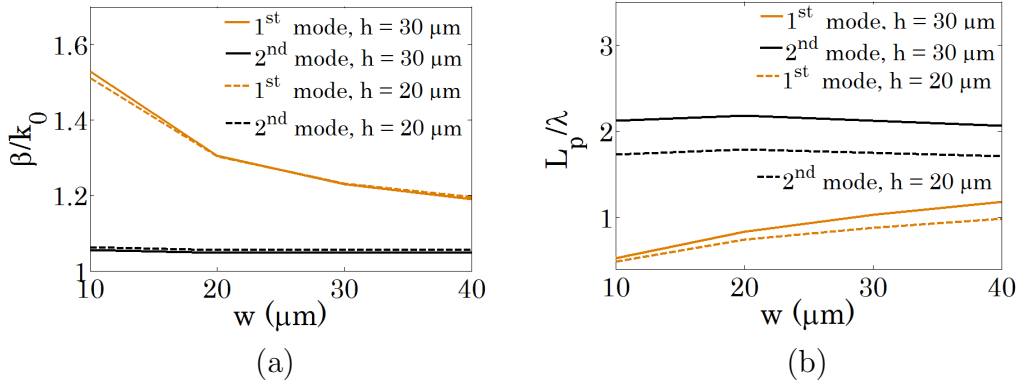 1.6
1.4
1.2
1
β/k₀
1ˢᵗ mode, h = 30 μm
2ⁿᵈ mode, h = 30 μm
1ˢᵗ mode, h = 20 μm
2ⁿᵈ mode, h = 20 μm
10 20 30 40
w (μm)
(a)
3
2
1
Lₚ/λ
1ˢᵗ mode, h = 30 μm
2ⁿᵈ mode, h = 30 μm
1ˢᵗ mode, h = 20 μm
2ⁿᵈ mode, h = 20 μm
10 20 30 40
w (μm)
(b)